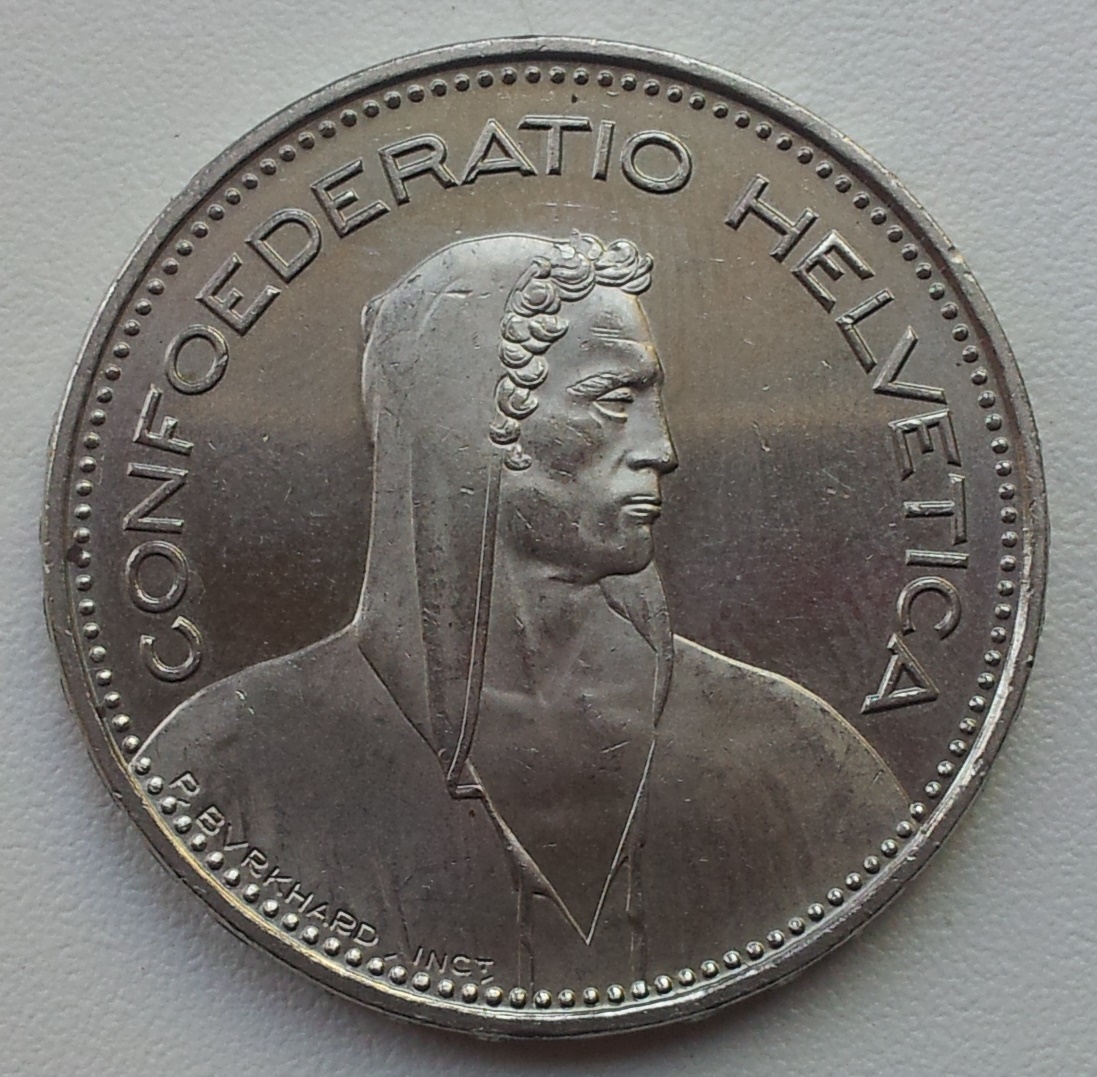 CONFOEDERATIO HELVETICA
P. BVRKHARD INCT.